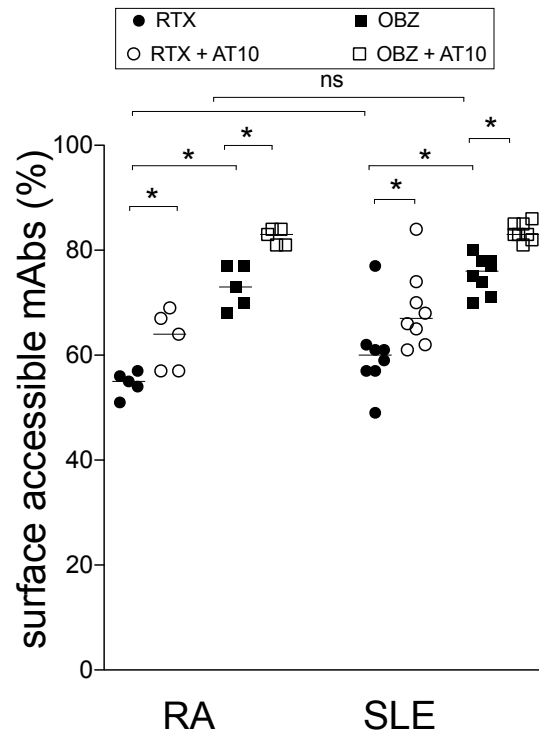 RTX OBZ
RTX + AT10 OBZ + AT10
ns
* *
* *
* *
100
80
60
40
20
0
surface accessible mAbs (%)
RA SLE